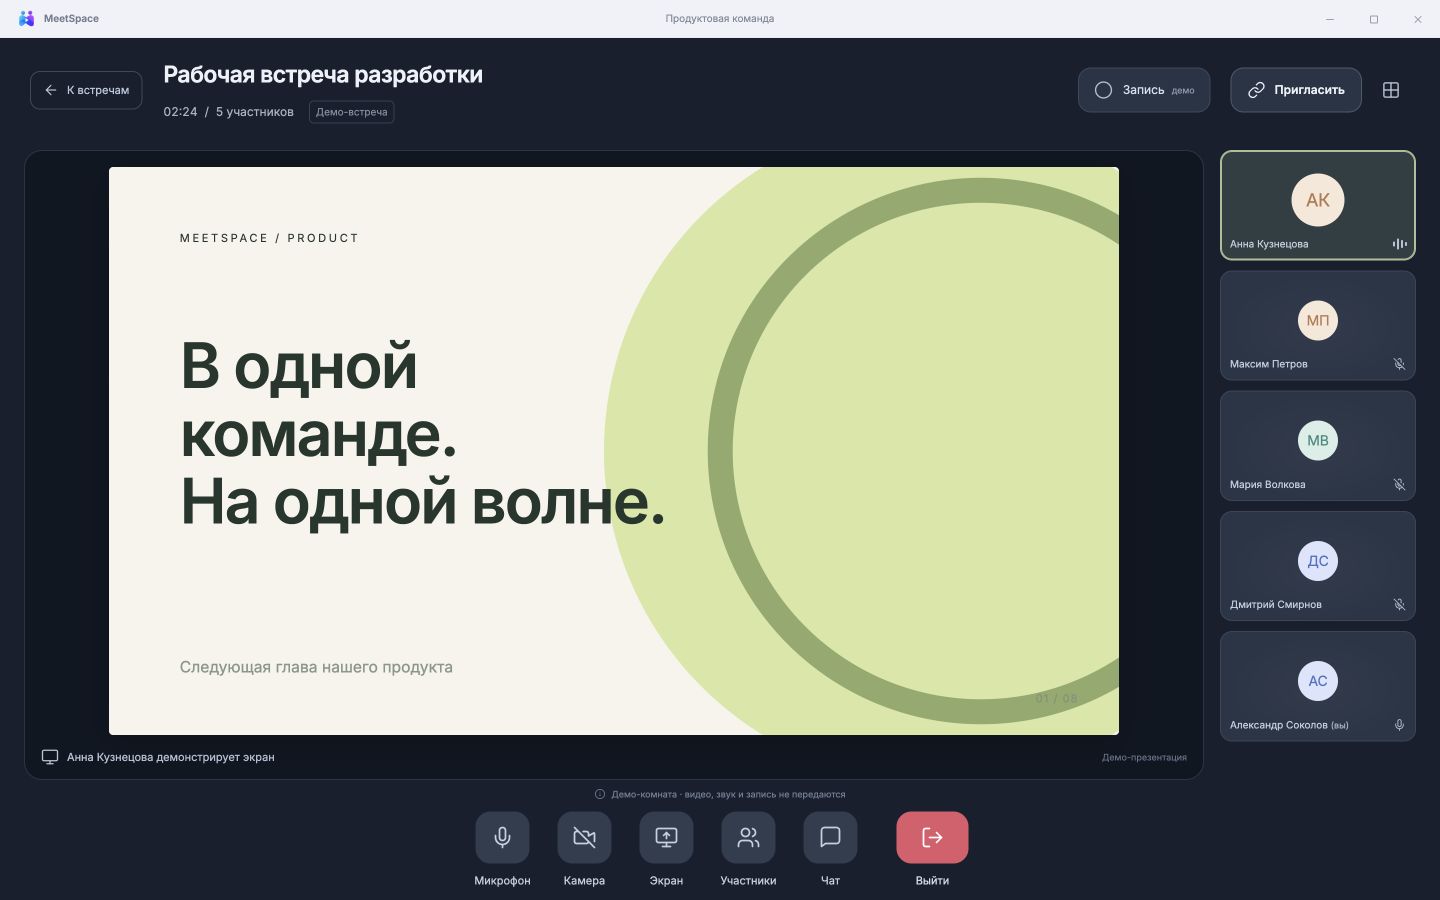 MeetSpace
Продуктовая команда
К встречам
Рабочая встреча разработки
02:24 / 5 участников
Демо-встреча
Запись демо
Пригласить
MEETSPACE / PRODUCT
В одной
команде.
На одной волне.
Следующая глава нашего продукта
01 / 08
Анна Кузнецова демонстрирует экран
Демо-презентация
АК
Анна Кузнецова
МП
Максим Петров
МВ
Мария Волкова
ДС
Дмитрий Смирнов
АС
Александр Соколов (вы)
Демо-комната · видео, звук и запись не передаются
Микрофон
Камера
Экран
Участники
Чат
Выйти